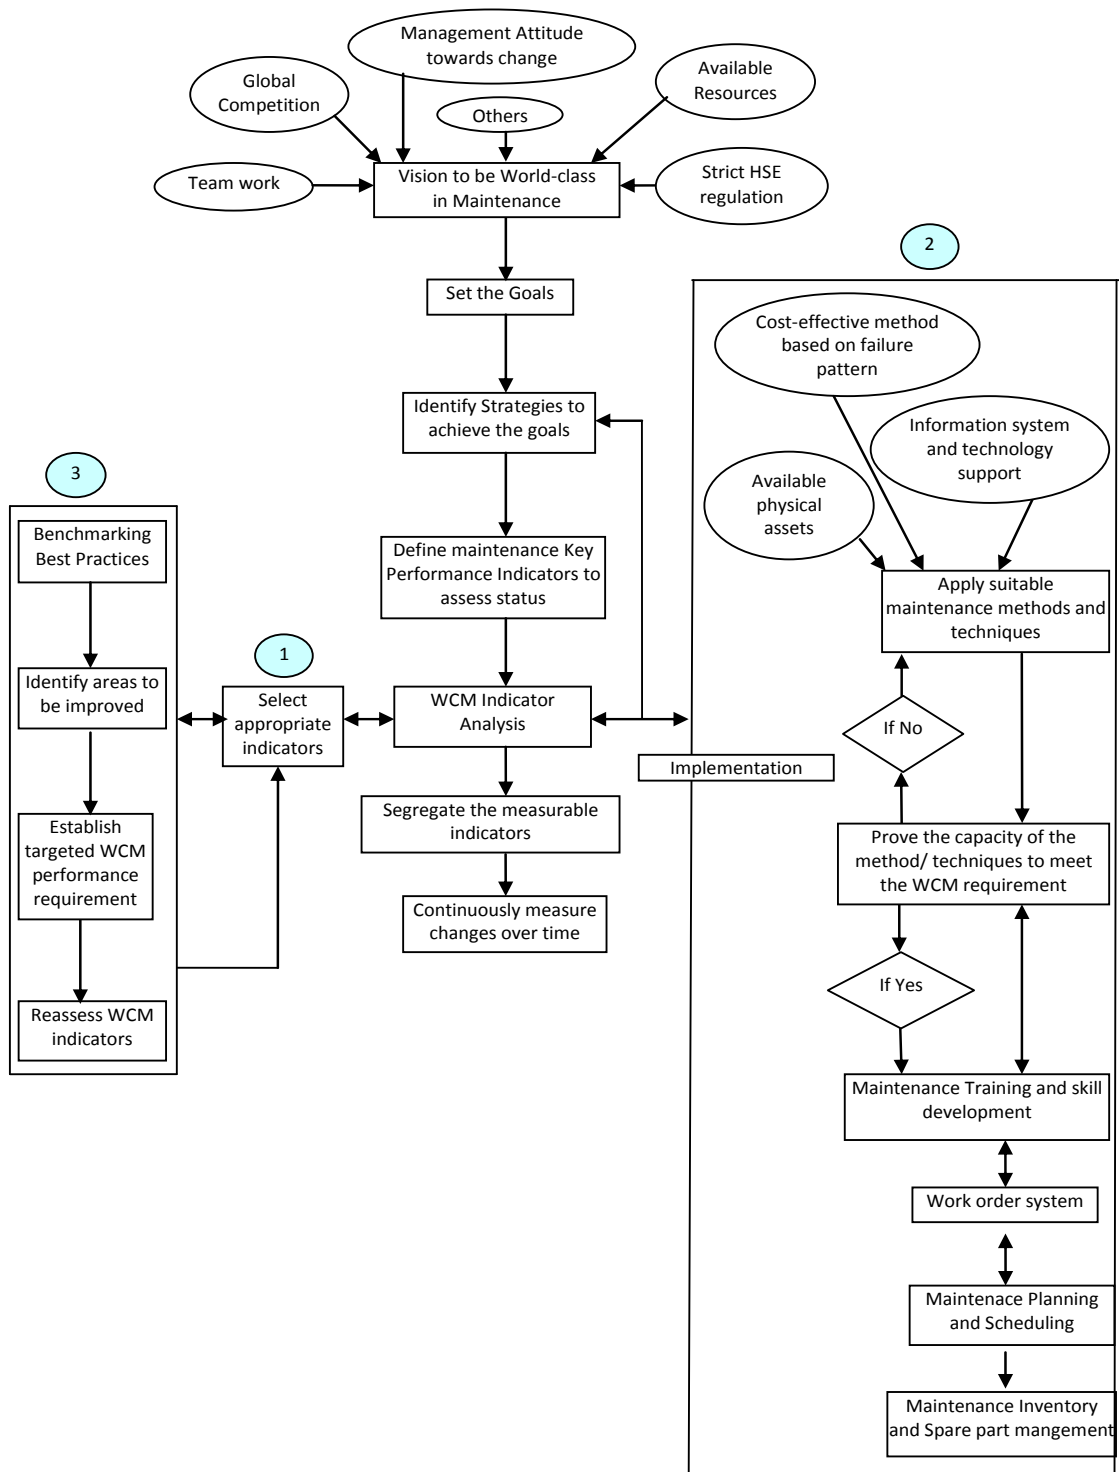 Management Attitude
towards change
Global
Competition
Available
Resources
Others
Team work
Vision to be World-class
in Maintenance
Strict HSE
regulation
Set the Goals
Identify Strategies to
achieve the goals
Define maintenance Key
Performance Indicators to
assess status
WCM Indicator
Analysis
Segregate the measurable
indicators
Continuously measure
changes over time
1
Select
appropriate
indicators
3
Benchmarking
Best Practices
Identify areas to
be improved
Establish
targeted WCM
performance
requirement
Reassess WCM
indicators
2
Implementation
Cost-effective method
based on failure
pattern
Information system
and technology
support
Available
physical
assets
Apply suitable
maintenance methods and
techniques
If No
Prove the capacity of the
method/ techniques to meet
the WCM requirement
If Yes
Maintenance Training and skill
development
Work order system
Maintenace Planning
and Scheduling
Maintenance Inventory
and Spare part mangement